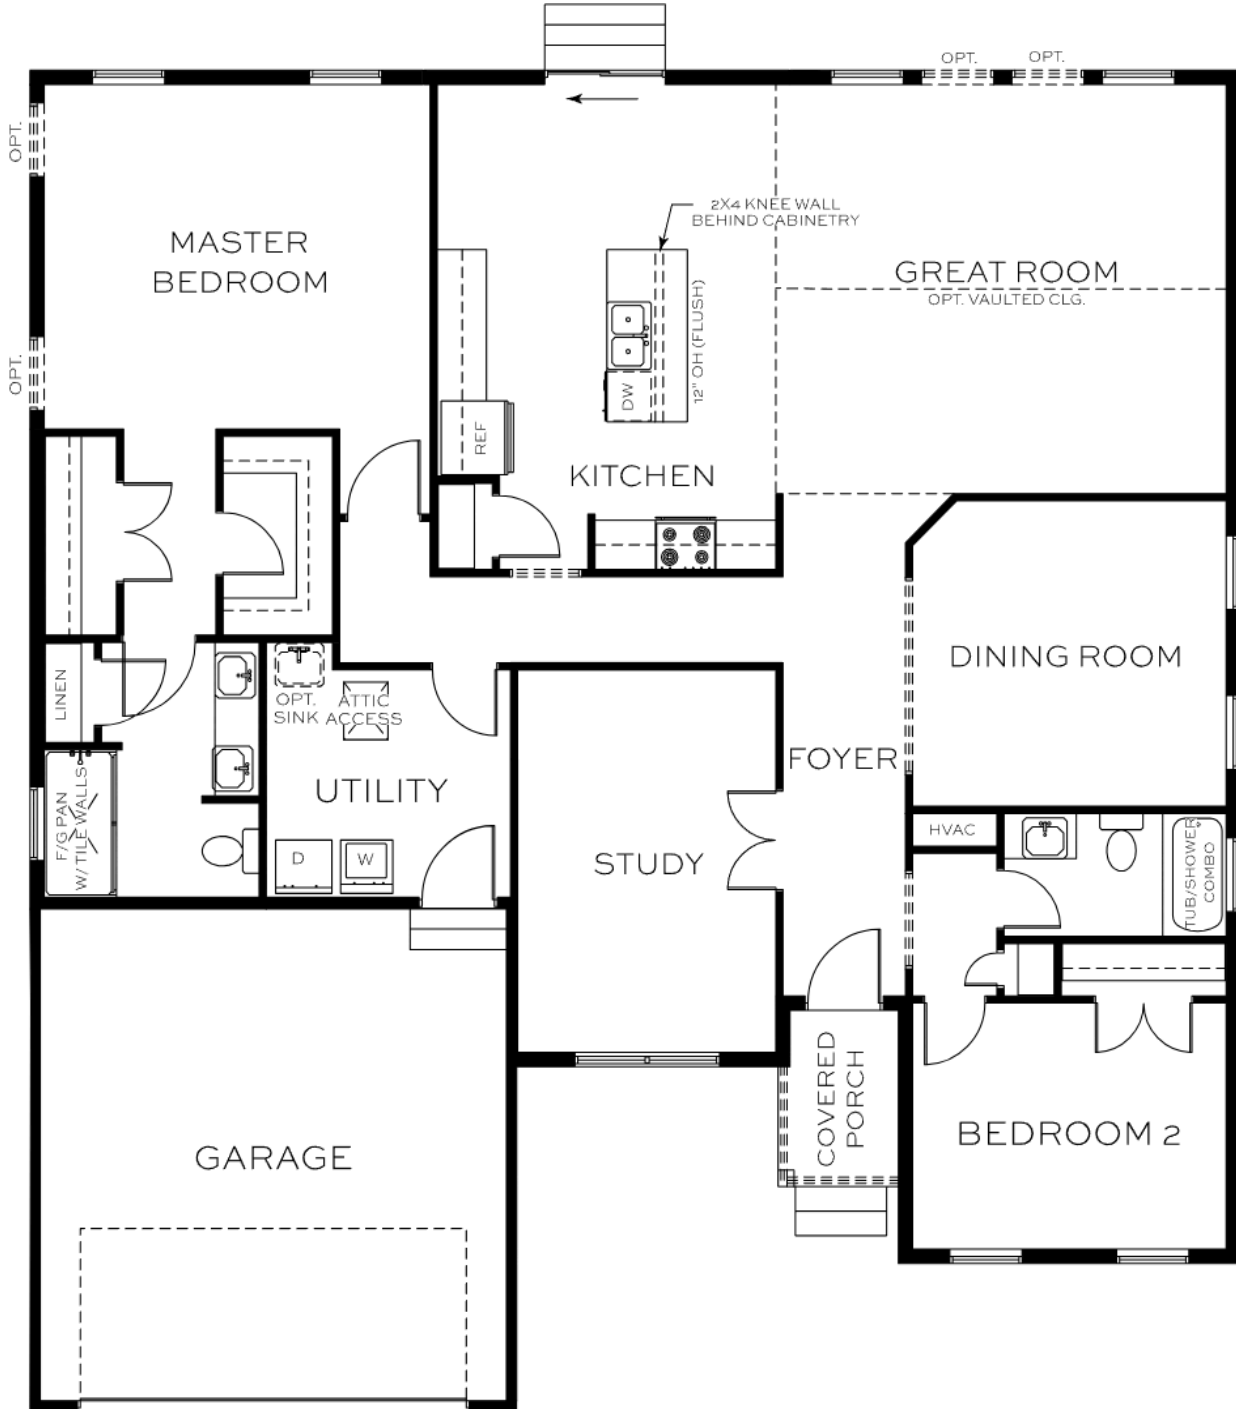 OPT.
OPT.
OPT.
2X4 KNEE WALL
BEHIND CABINETRY
MASTER
BEDROOM
GREAT ROOM
OPT. VAULTED CLG.
12" OH (FLUSH)
OPT.
DW
REF
KITCHEN
DINING ROOM
LINEN
OPT.
SINK
ATTIC
ACCESS
FOYER
UTILITY
F/G PAN
W/ TILE WALLS
HVAC
D
W
STUDY
TUB/SHOWER
COMBO
COVERED
PORCH
BEDROOM 2
GARAGE